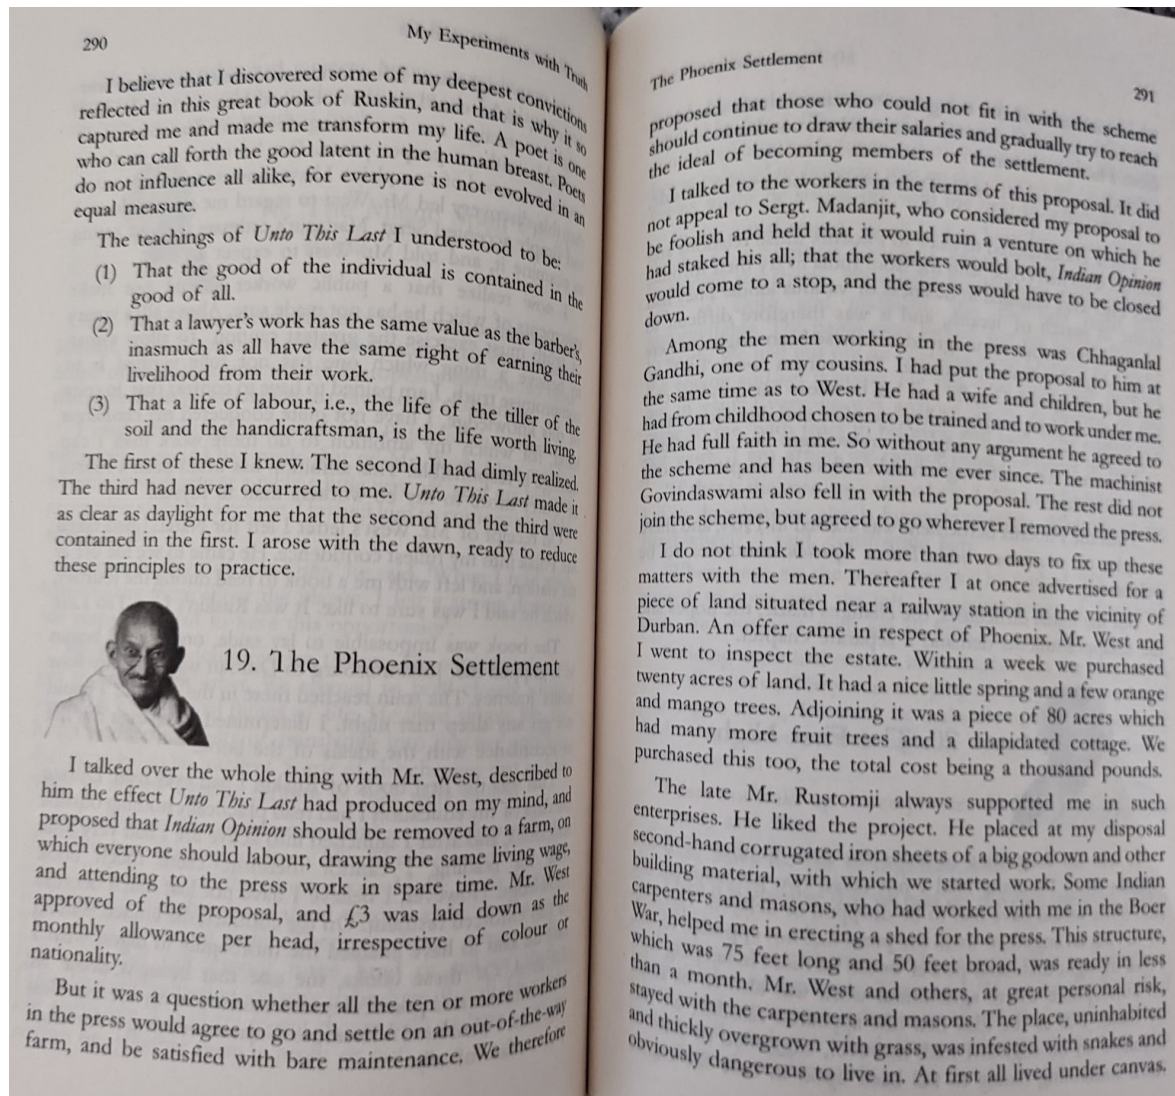 290
My Experiments with Truth
I believe that I discovered some of my deepest convictions
reflected in this great book of Ruskin, and that is why it so
captured me and made me transform my life. A poet is one
who can call forth the good latent in the human breast. Poets
do not influence all alike, for everyone is not evolved in an
equal measure.
The teachings of Unto This Last I understood to be:
(1) That the good of the individual is contained in the
good of all.
(2) That a lawyer's work has the same value as the barber's,
inasmuch as all have the same right of earning their
livelihood from their work.
(3) That a life of labour, i.e., the life of the tiller of the
soil and the handicraftsman, is the life worth living.
The first of these I knew. The second I had dimly realized.
The third had never occurred to me. Unto This Last made it
as clear as daylight for me that the second and the third were
contained in the first. I arose with the dawn, ready to reduce
these principles to practice.
19. The Phoenix Settlement
I talked over the whole thing with Mr. West, described to
him the effect Unto This Last had produced on my mind, and
proposed that Indian Opinion should be removed to a farm, on
which everyone should labour, drawing the same living wage,
and attending to the press work in spare time. Mr. West
approved of the proposal, and £3 was laid down as the
monthly allowance per head, irrespective of colour or
nationality.
But it was a question whether all the ten or more workers
in the press would agree to go and settle on an out-of-the-way
farm, and be satisfied with bare maintenance. We therefore
The Phoenix Settlement
291
proposed that those who could not fit in with the scheme
should continue to draw their salaries and gradually try to reach
the ideal of becoming members of the settlement.
I talked to the workers in the terms of this proposal. It did
not appeal to Sergt. Madanjit, who considered my proposal to
be foolish and held that it would ruin a venture on which he
had staked his all; that the workers would bolt, Indian Opinion
would come to a stop, and the press would have to be closed
down.
Among the men working in the press was Chhaganlal
Gandhi, one of my cousins. I had put the proposal to him at
the same time as to West. He had a wife and children, but he
had from childhood chosen to be trained and to work under me.
He had full faith in me. So without any argument he agreed to
the scheme and has been with me ever since. The machinist
Govindaswami also fell in with the proposal. The rest did not
join the scheme, but agreed to go wherever I removed the press.
I do not think I took more than two days to fix up these
matters with the men. Thereafter I at once advertised for a
piece of land situated near a railway station in the vicinity of
Durban. An offer came in respect of Phoenix. Mr. West and
I went to inspect the estate. Within a week we purchased
twenty acres of land. It had a nice little spring and a few orange
and mango trees. Adjoining it was a piece of 80 acres which
had many more fruit trees and a dilapidated cottage. We
purchased this too, the total cost being a thousand pounds.
The late Mr. Rustomji always supported me in such
enterprises. He liked the project. He placed at my disposal
second-hand corrugated iron sheets of a big godown and other
building material, with which we started work. Some Indian
carpenters and masons, who had worked with me in the Boer
War, helped me in erecting a shed for the press. This structure,
which was 75 feet long and 50 feet broad, was ready in less
than a month. Mr. West and others, at great personal risk,
stayed with the carpenters and masons. The place, uninhabited
and thickly overgrown with grass, was infested with snakes and
obviously dangerous to live in. At first all lived under canvas.